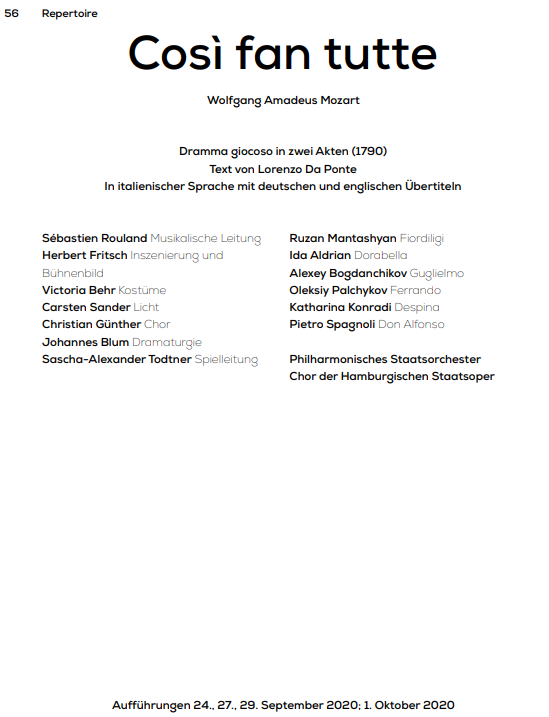 56 Repertoire
Così fan tutte
Wolfgang Amadeus Mozart
Dramma giocoso in zwei Akten (1790)
Text von Lorenzo Da Ponte
In italienischer Sprache mit deutschen und englischen Übertiteln
Sébastien Rouland Musikalische Leitung
Herbert Fritsch Inszenierung und
Bühnenbild
Victoria Behr Kostüme
Carsten Sander Licht
Christian Günther Chor
Johannes Blum Dramaturgie
Sascha-Alexander Todtner Spielleitung
Ruzan Mantashyan Fiordiligi
Ida Aldrian Dorabella
Alexey Bogdanchikov Guglielmo
Oleksiy Palchykov Ferrando
Katharina Konradi Despina
Pietro Spagnoli Don Alfonso
Philharmonisches Staatsorchester
Chor der Hamburgischen Staatsoper
Aufführungen 24., 27., 29. September 2020; 1. Oktober 2020